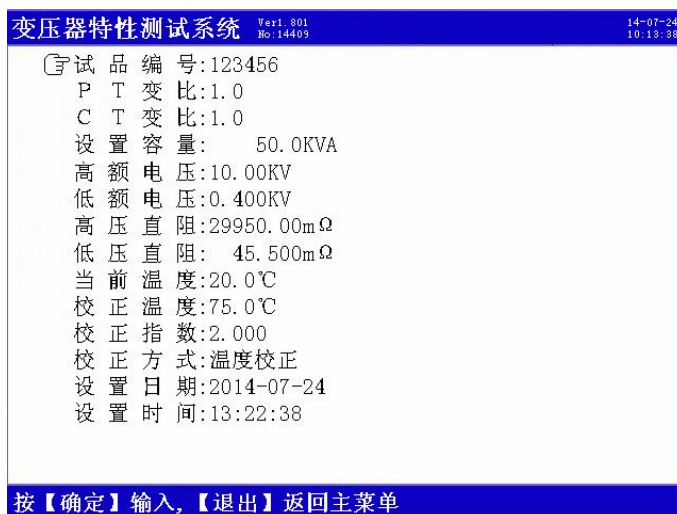 变压器特性测试系统 Ver1.801 14-07-24
No:14409 10:13:38
试品编号:123456
PT变比:1.0
CT变比:1.0
设置容量: 50.0KVA
高额电压:10.00KV
低额电压:0.400KV
高压直阻:29950.00mΩ
低压直阻: 45.500mΩ
当前温度:20.0℃
校正温度:75.0℃
校正指数:2.000
校正方式:温度校正
设置日期:2014-07-24
设置时间:13:22:38
按【确定】输入,【退出】返回主菜单